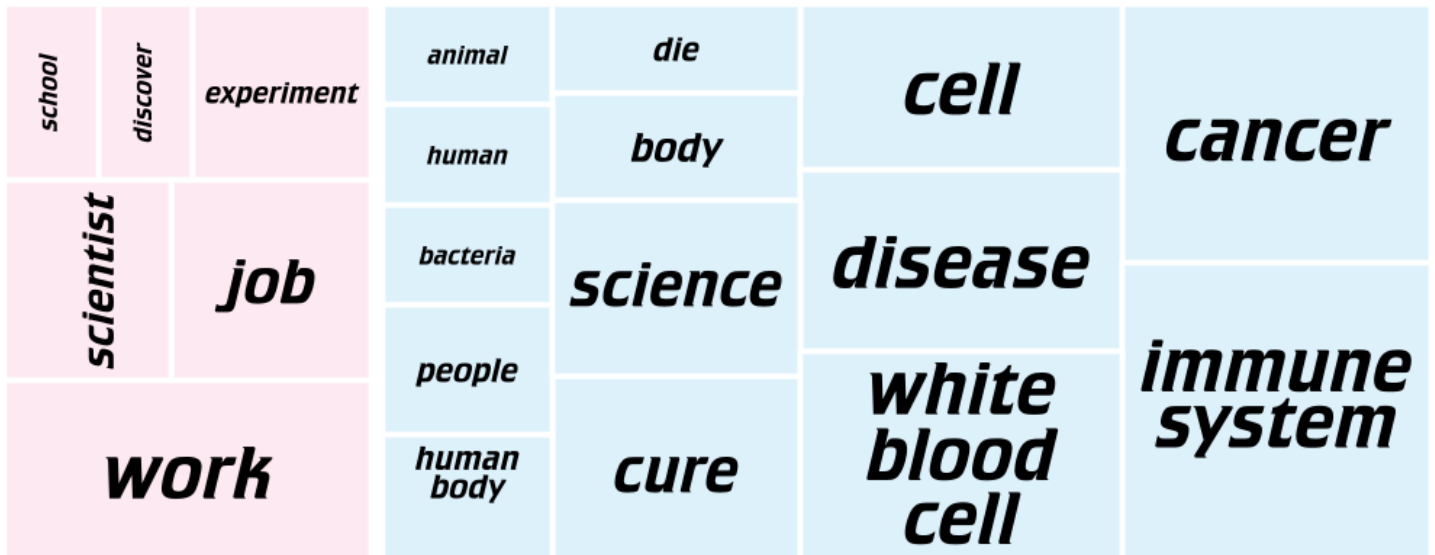 school
discover
experiment
scientist
job
work
animal
human
bacteria
people
human
body
die
body
science
cure
cell
disease
white
blood
cell
cancer
immune
system